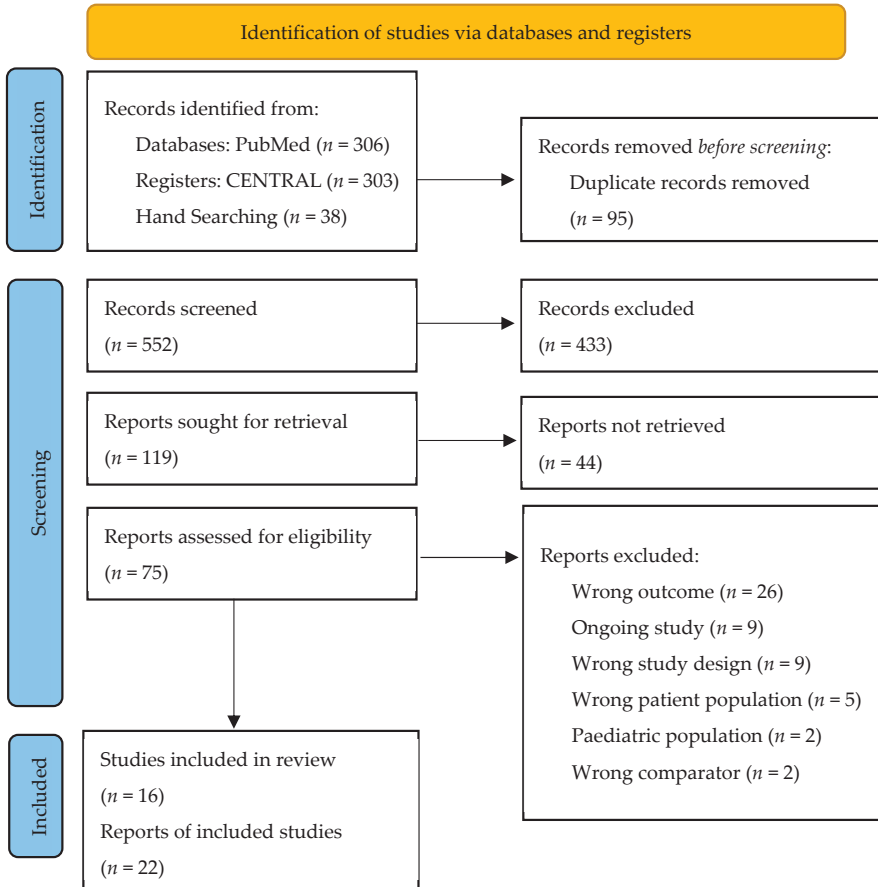 Identification of studies via databases and registers
Identification
Records identified from:
Databases: PubMed (n = 306)
Registers: CENTRAL (n = 303)
Hand Searching (n = 38)
Records removed before screening:
Duplicate records removed
(n = 95)
Screening
Records screened
(n = 552)
Records excluded
(n = 433)
Reports sought for retrieval
(n = 119)
Reports not retrieved
(n = 44)
Reports assessed for eligibility
(n = 75)
Reports excluded:
Wrong outcome (n = 26)
Ongoing study (n = 9)
Wrong study design (n = 9)
Wrong patient population (n = 5)
Paediatric population (n = 2)
Wrong comparator (n = 2)
Included
Studies included in review
(n = 16)
Reports of included studies
(n = 22)